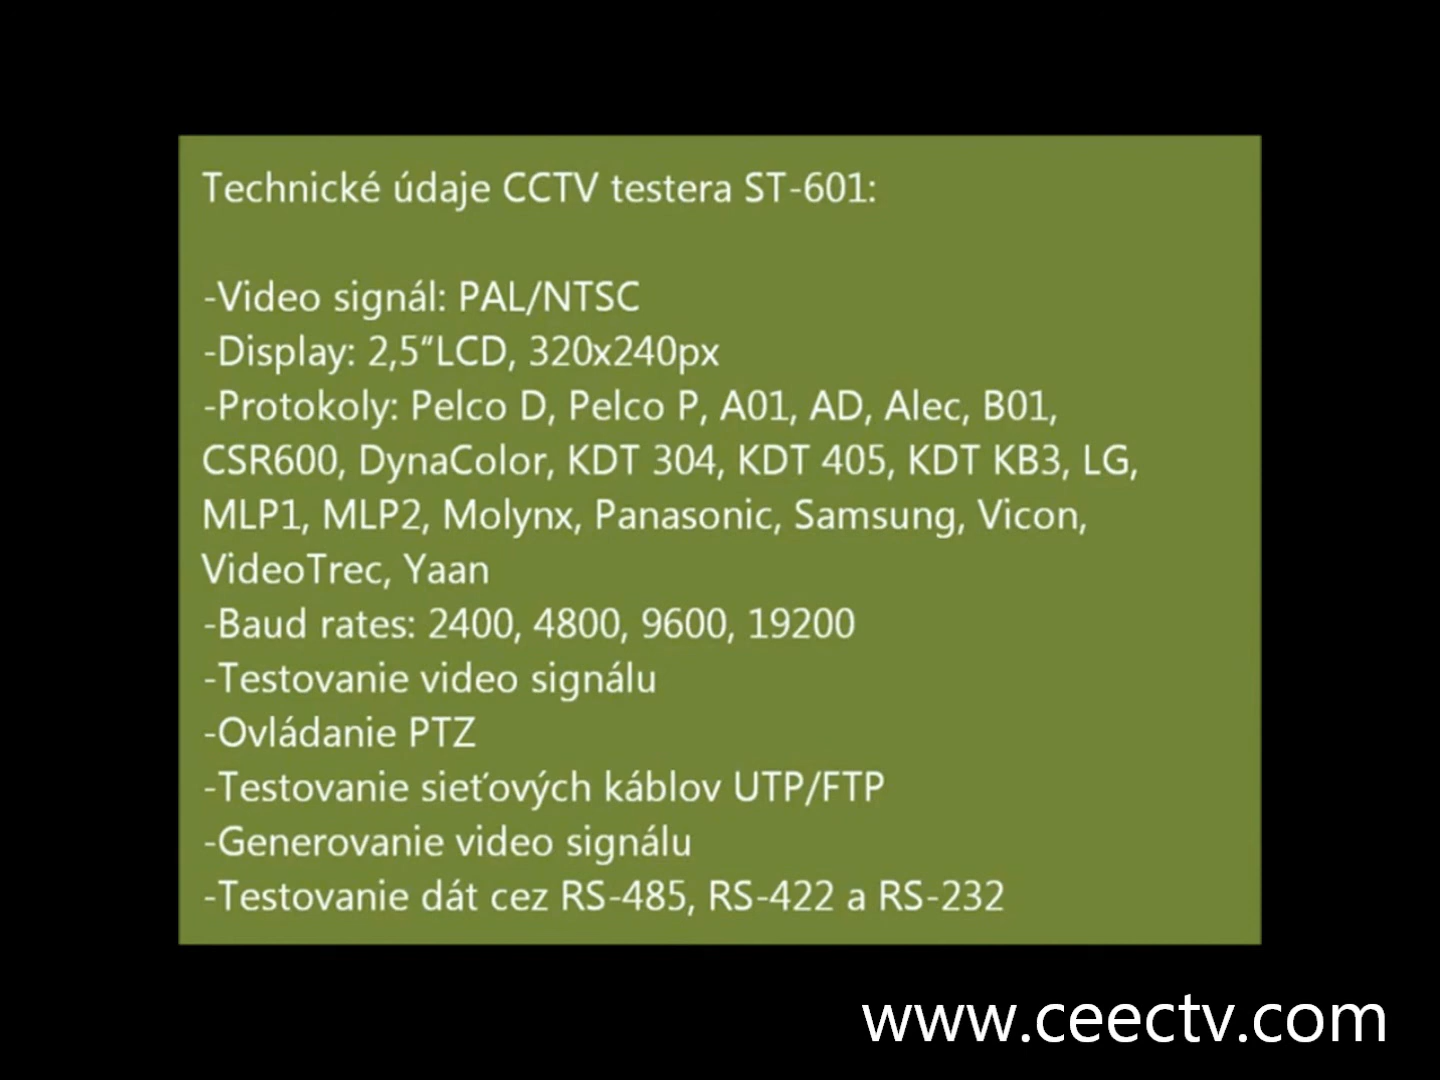 Technické údaje CCTV testera ST-601:
-Video signál: PAL/NTSC
-Display: 2,5“LCD, 320x240px
-Protokoly: Pelco D, Pelco P, A01, AD, Alec, B01,
CSR600, DynaColor, KDT 304, KDT 405, KDT KB3, LG,
MLP1, MLP2, Molynx, Panasonic, Samsung, Vicon,
VideoTrec, Yaan
-Baud rates: 2400, 4800, 9600, 19200
-Testovanie video signálu
-Ovládanie PTZ
-Testovanie sieťových káblov UTP/FTP
-Generovanie video signálu
-Testovanie dát cez RS-485, RS-422 a RS-232
www.ceectv.com